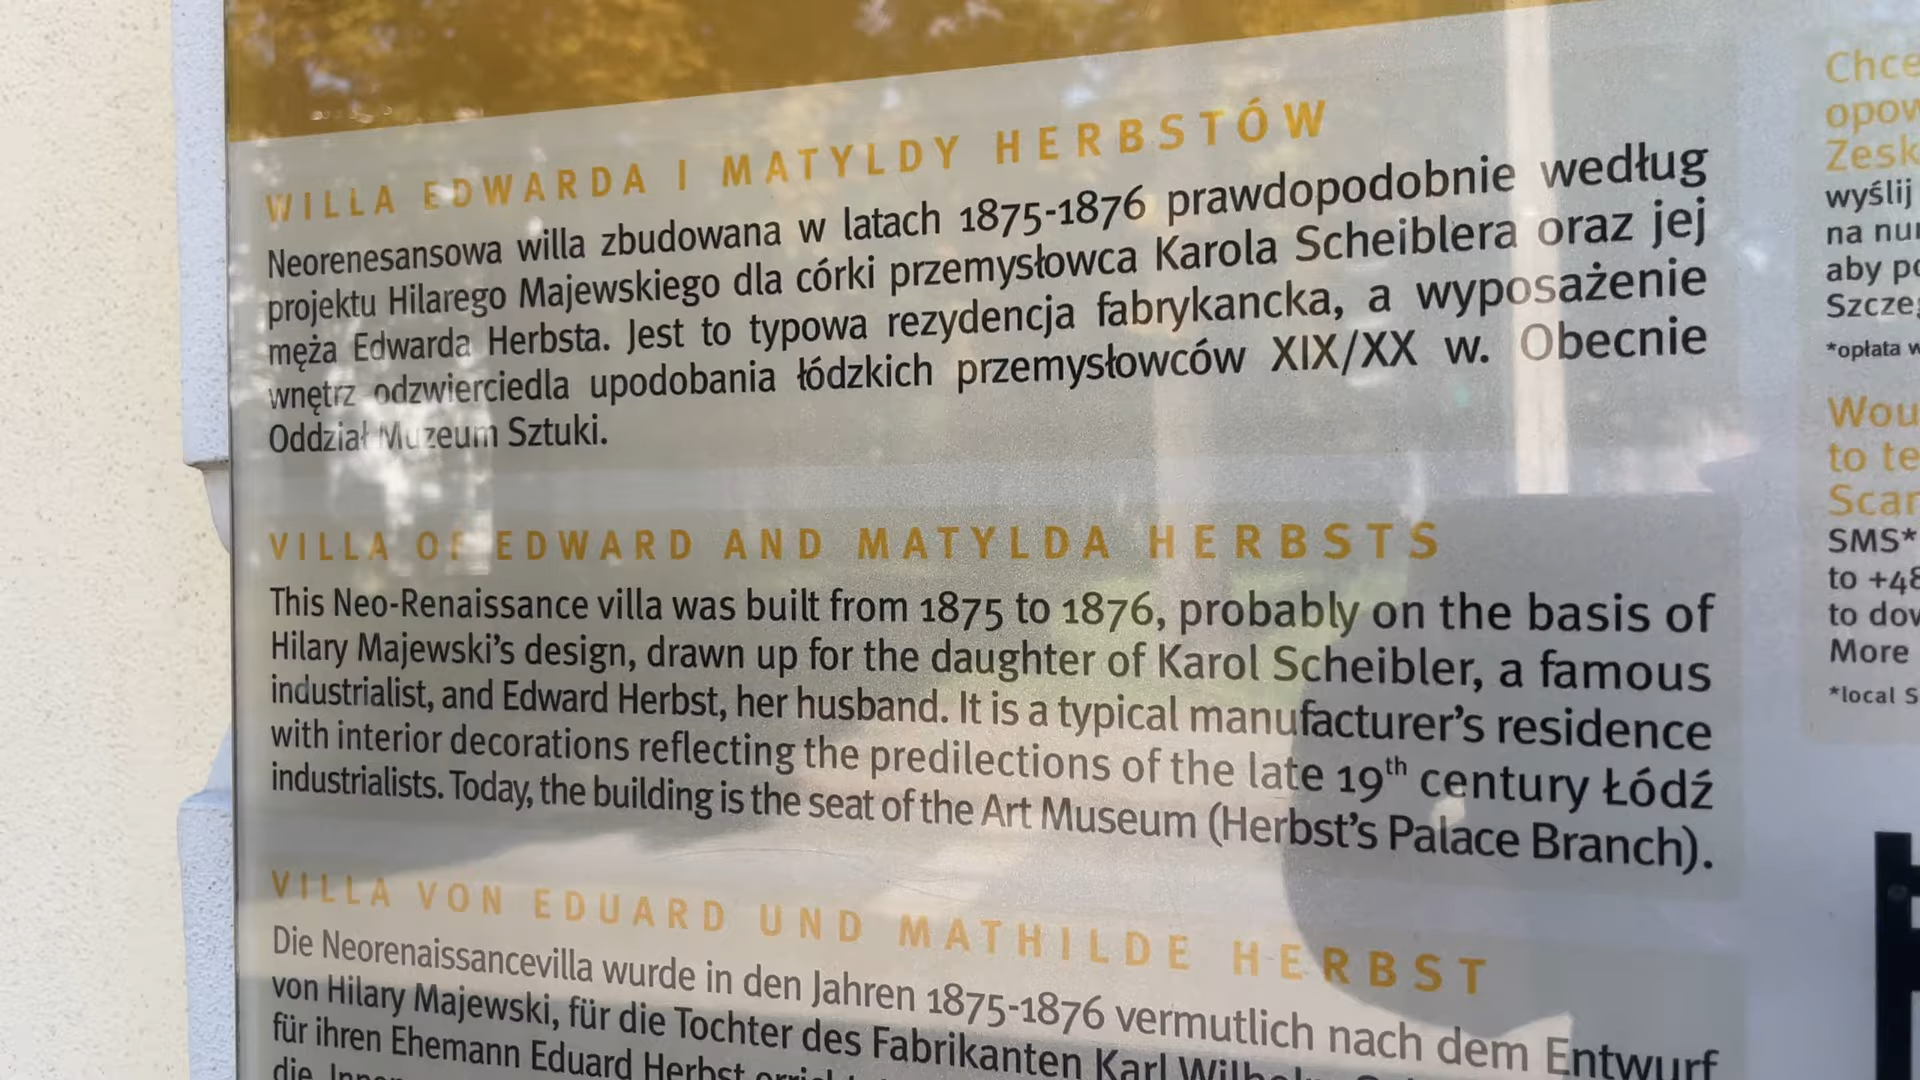 WILLA EDWARDA I MATYLDY HERBSTÓW
Neorenesansowa willa zbudowana w latach 1875-1876 prawdopodobnie według
projektu Hilarego Majewskiego dla córki przemysłowca Karola Scheiblera oraz jej
męża Edwarda Herbsta. Jest to typowa rezydencja fabrykancka, a wyposażenie
wnętrz odzwierciedla upodobania łódzkich przemysłowców XIX/XX w. Obecnie
Oddział Muzeum Sztuki.
VILLA OF EDWARD AND MATYLDA HERBSTS
This Neo-Renaissance villa was built from 1875 to 1876, probably on the basis of
Hilary Majewski's design, drawn up for the daughter of Karol Scheibler, a famous
industrialist, and Edward Herbst, her husband. It is a typical manufacturer's residence
with interior decorations reflecting the predilections of the late 19th century Łódź
industrialists. Today, the building is the seat of the Art Museum (Herbst's Palace Branch).
VILLA VON EDUARD UND MATHILDE HERBST
Die Neorenaissancevilla wurde in den Jahren 1875-1876 vermutlich nach dem Entwurf
von Hilary Majewski, für die Tochter des Fabrikanten Karl
für ihren Ehemann Eduard Herbst
die
wyślij
na
aby
*opłata
to
SMS*
to +48
to
More
*local